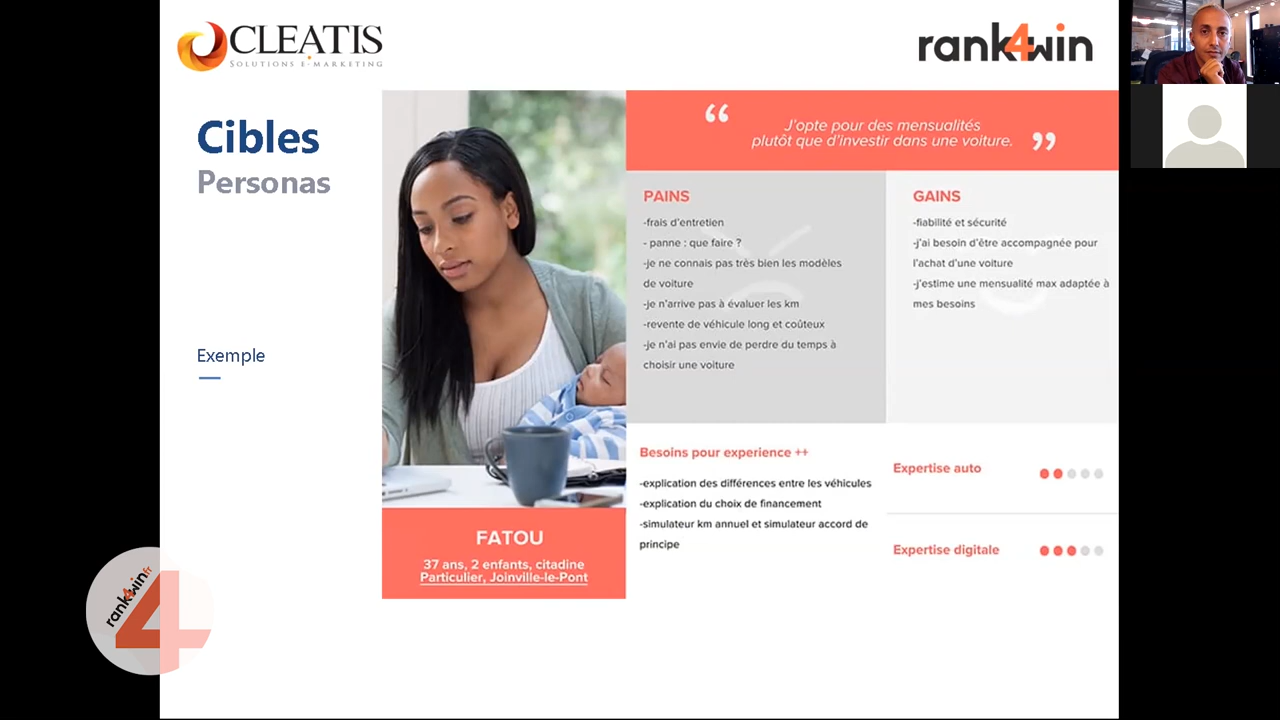 CLEATIS
SOLUTIONS E-MARKETING
rank4win
Cibles
Personas
Exemple
“ J’opte pour des mensualités
plutôt que d’investir dans une voiture. ”
PAINS
-frais d’entretien
- panne : que faire ?
-je ne connais pas très bien les modèles
de voiture
-je n’arrive pas à évaluer les km
-revente de véhicule long et coûteux
-je n’ai pas envie de perdre du temps à
choisir une voiture
GAINS
-fiabilité et sécurité
-j’ai besoin d’être accompagnée pour
l’achat d’une voiture
-j’estime une mensualité max adaptée à
mes besoins
FATOU
37 ans, 2 enfants, citadine
Particulier, Joinville-le-Pont
Besoins pour experience ++
-explication des différences entre les véhicules
-explication du choix de financement
-simulateur km annuel et simulateur accord de
principe
Expertise auto
Expertise digitale
rank4win.fr
4